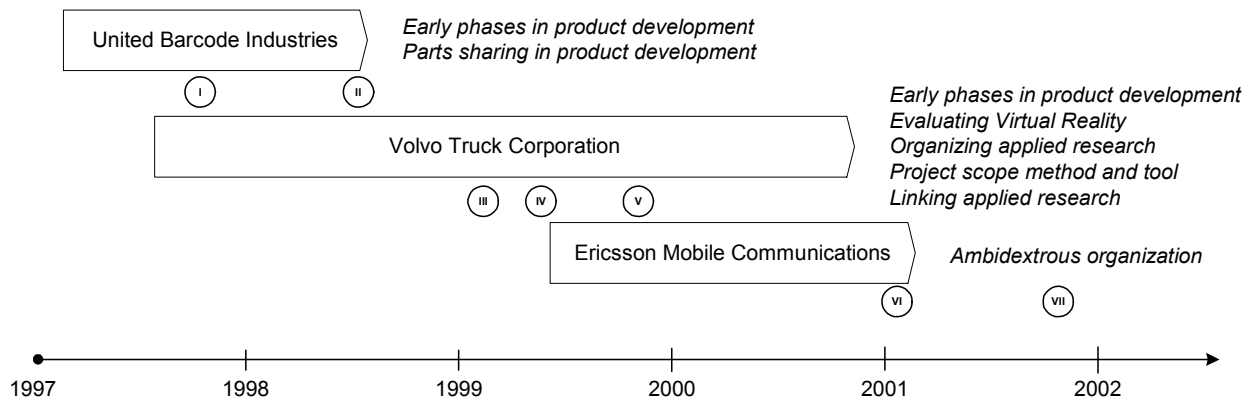 United Barcode Industries
Early phases in product development
Parts sharing in product development
I
II
Volvo Truck Corporation
Early phases in product development
Evaluating Virtual Reality
Organizing applied research
Project scope method and tool
Linking applied research
III
IV
V
Ericsson Mobile Communications
Ambidextrous organization
VI
VII
1997
1998
1999
2000
2001
2002